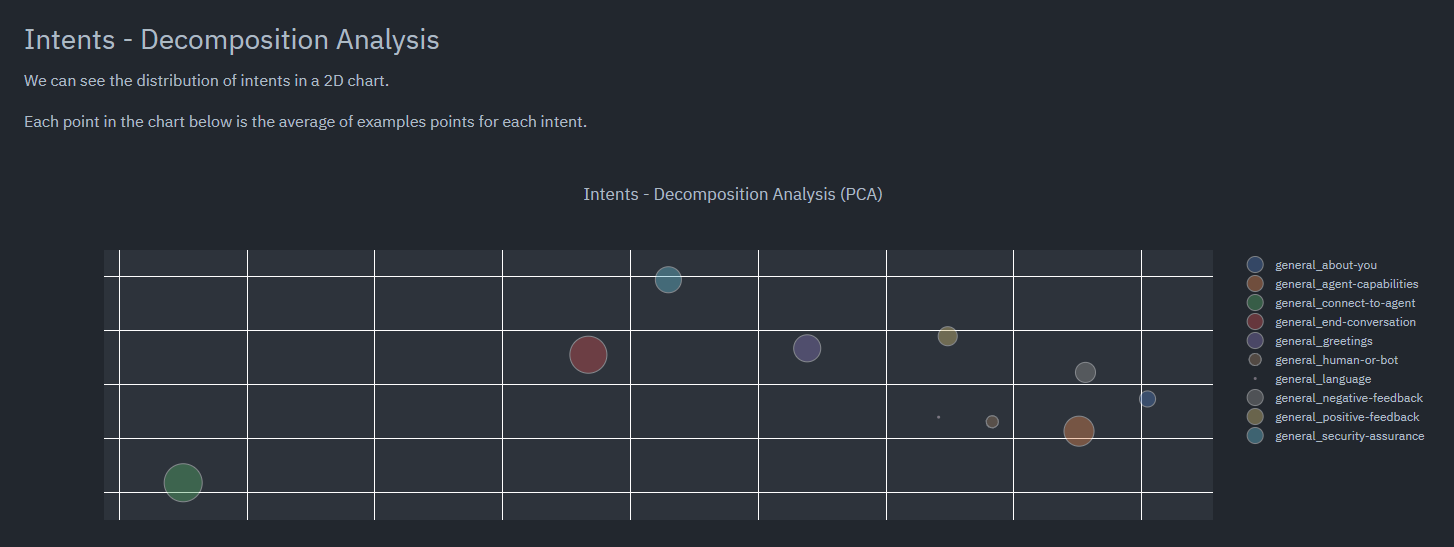 Intents - Decomposition Analysis
We can see the distribution of intents in a 2D chart.
Each point in the chart below is the average of examples points for each intent.
Intents - Decomposition Analysis (PCA)
general_about-you
general_agent-capabilities
general_connect-to-agent
general_end-conversation
general_greetings
general_human-or-bot
general_language
general_negative-feedback
general_positive-feedback
general_security-assurance